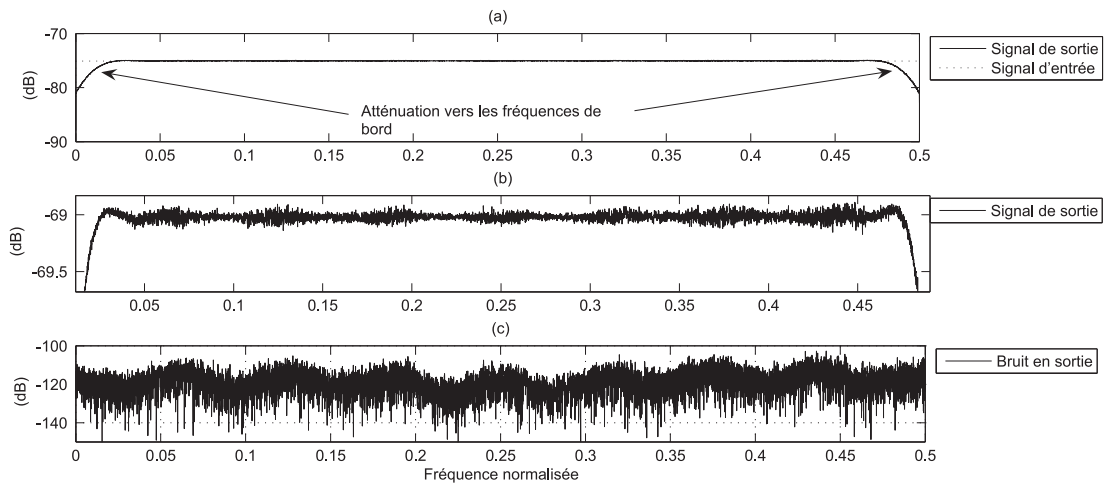 (a)
-70
-80
-90
(dB)
Signal de sortie
Signal d'entrée
Atténuation vers les fréquences de
bord
0 0.05 0.1 0.15 0.2 0.25 0.3 0.35 0.4 0.45 0.5
(b)
-69
-69.5
(dB)
Signal de sortie
0.05 0.1 0.15 0.2 0.25 0.3 0.35 0.4 0.45
(c)
-100
-120
-140
(dB)
Bruit en sortie
0 0.05 0.1 0.15 0.2 0.25 0.3 0.35 0.4 0.45 0.5
Fréquence normalisée